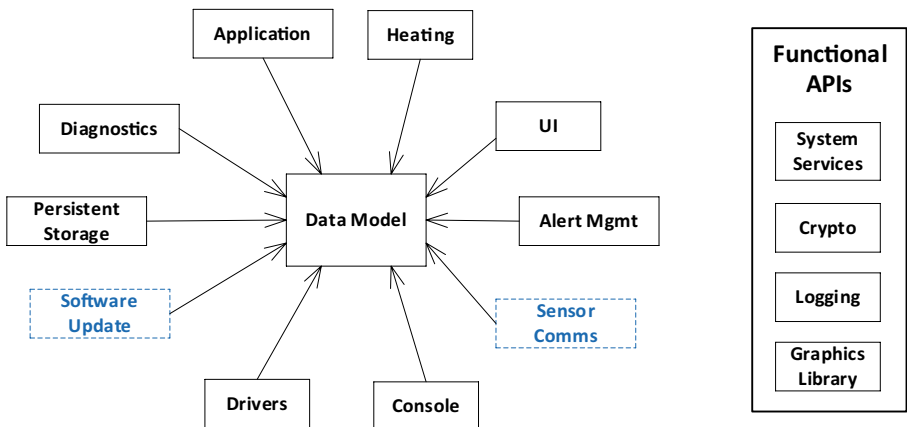 Application
Heating
Functional
APIs
Diagnostics
UI
System
Services
Persistent
Storage
Data Model
Alert Mgmt
Crypto
Software
Update
Sensor
Comms
Logging
Graphics
Library
Drivers
Console